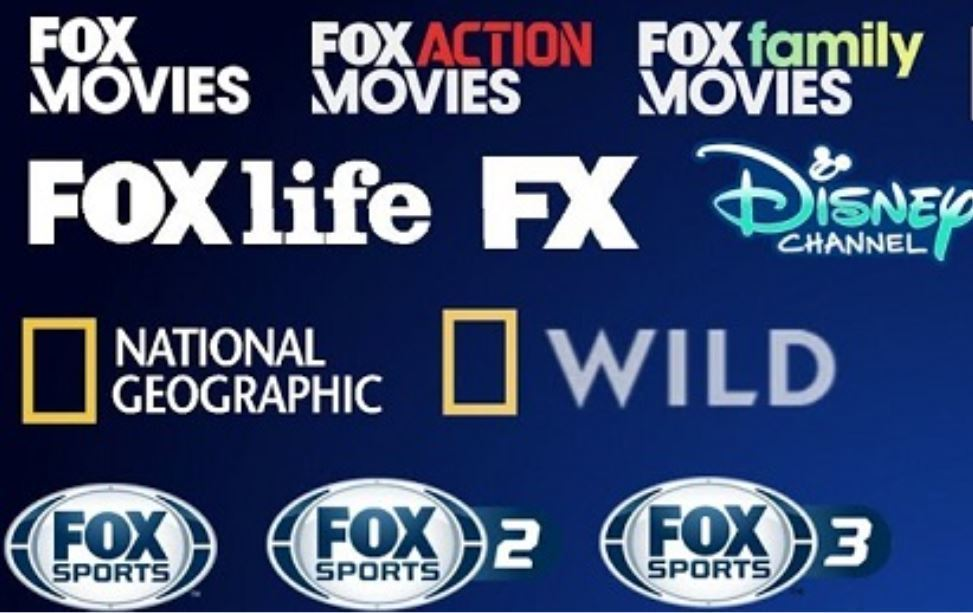 FOX MOVIES
FOX ACTION MOVIES
FOX family MOVIES
FOX life
FX
DISNEY CHANNEL
NATIONAL GEOGRAPHIC
WILD
FOX SPORTS
FOX SPORTS 2
FOX SPORTS 3